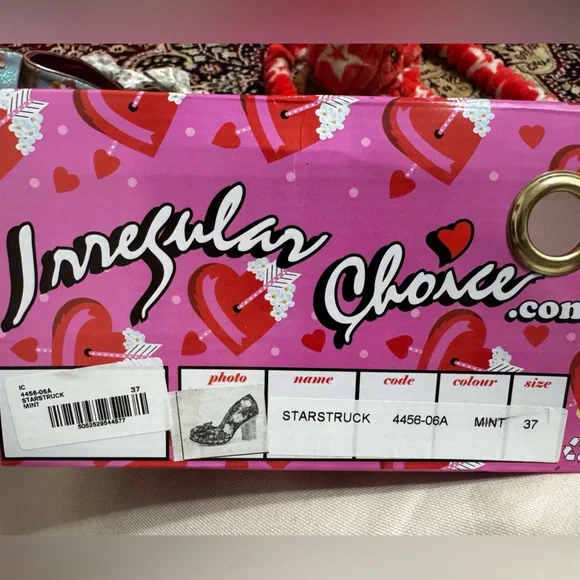 Irregular
Choice
.com
photo name code colour size
STARSTRUCK 4456-06A MINT 37
IC
4456-06A 37
STARSTRUCK
MINT
5052529544577